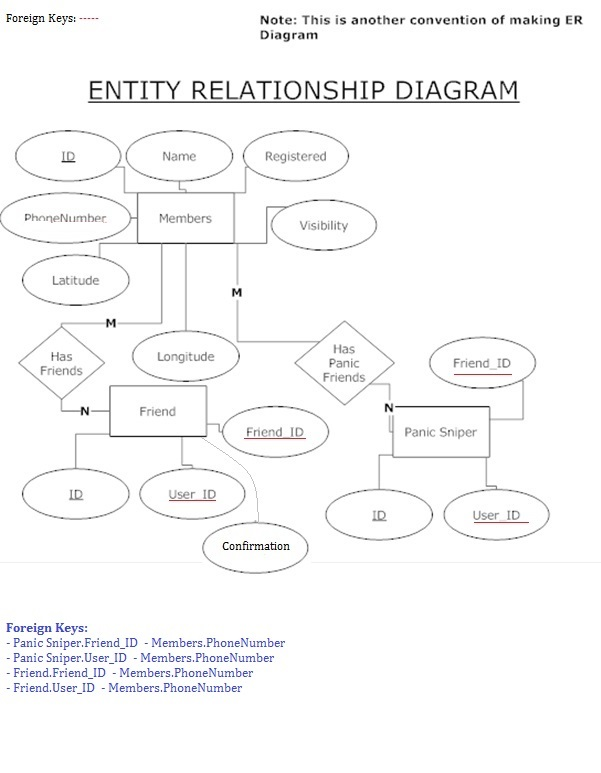 Foreign Keys: -----
Note: This is another convention of making ER
Diagram
ENTITY RELATIONSHIP DIAGRAM
ID
Name
Registered
PhoneNumber
Members
Visibility
Latitude
M
M
Has
Friends
Longitude
Has
Panic
Friends
Friend_ID
N
Friend
N
Friend_ID
Panic Sniper
ID
User_ID
ID
User_ID
Confirmation
Foreign Keys:
- Panic Sniper.Friend_ID - Members.PhoneNumber
- Panic Sniper.User_ID - Members.PhoneNumber
- Friend.Friend_ID - Members.PhoneNumber
- Friend.User_ID - Members.PhoneNumber